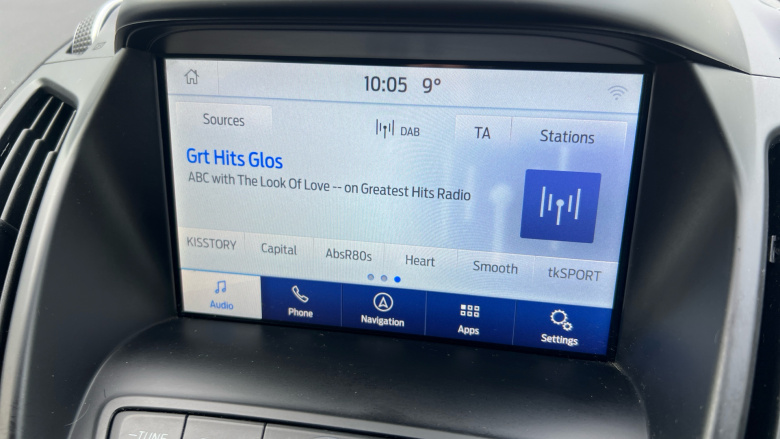 10:05 9°
Sources
DAB
TA
Stations
Grt Hits Glos
ABC with The Look Of Love -- on Greatest Hits Radio
KISSTORY Capital AbsR80s Heart Smooth tkSPORT
Audio Phone Navigation Apps Settings
–TUNE